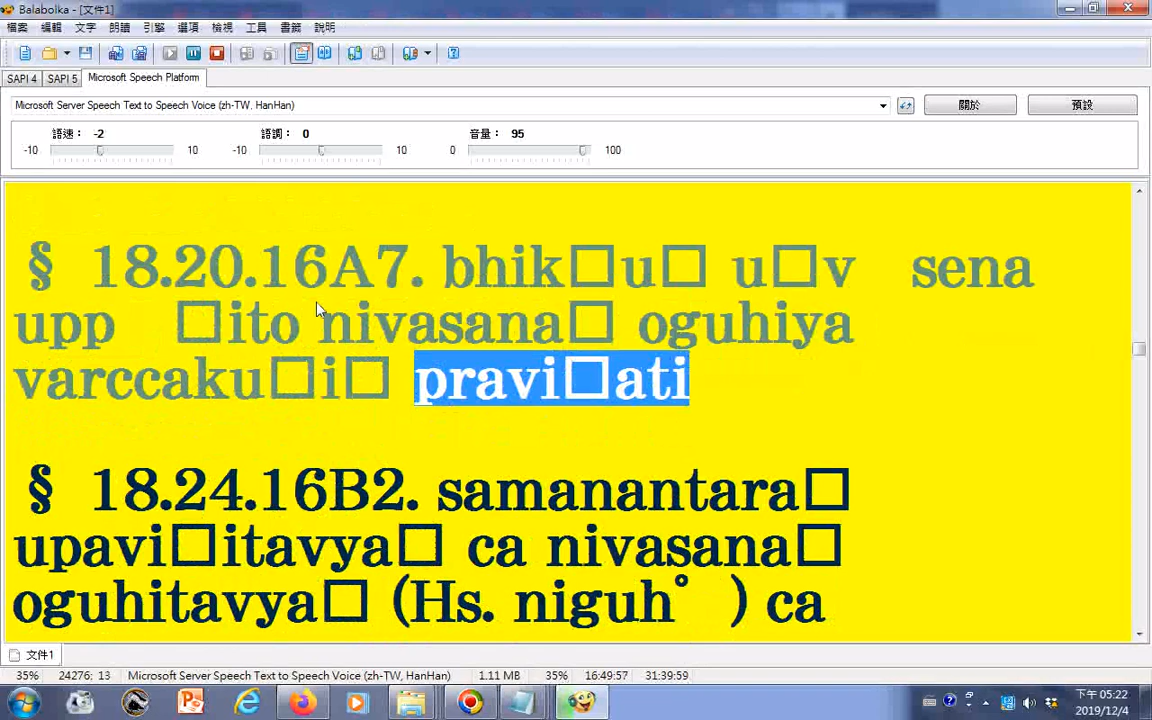 Balabolka - [文件1]
檔案 編輯 文字 朗讀 引擎 選項 檢視 工具 書籤 說明
SAPI 4 SAPI 5 Microsoft Speech Platform
Microsoft Server Speech Text to Speech Voice (zh-TW, HanHan) 關於 預設
語速： -2 語調： 0 音量： 95
-10 10 -10 10 0 100
§ 18.20.16A7. bhik□u□ u□v sena
upp □ito nivasana□ oguhiya
varccaku□i□ pravi□ati
§ 18.24.16B2. samanantara□
upavi□itavya□ ca nivasana□
oguhitavya□ (Hs. niguh° ) ca
文件1
35% 24276; 13 Microsoft Server Speech Text to Speech Voice (zh-TW, HanHan) 1.11 MB 35% 16:49:57 31:39:59
下午 05:22
2019/12/4